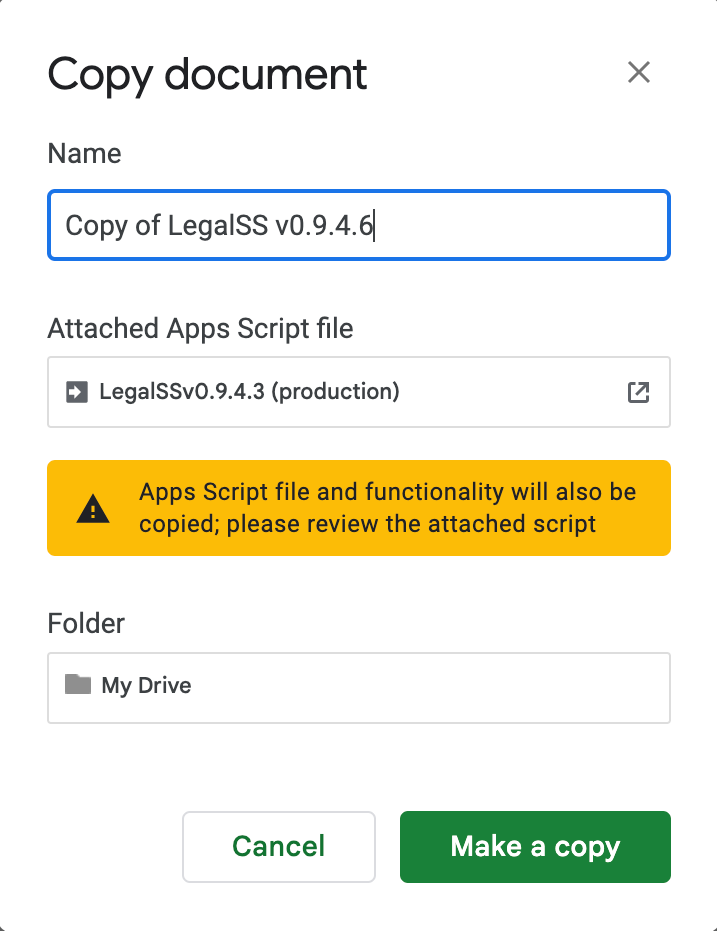 Copy document
Name
Copy of LegalSS v0.9.4.6
Attached Apps Script file
LegalSSv0.9.4.3 (production)
Apps Script file and functionality will also be
copied; please review the attached script
Folder
My Drive
Cancel
Make a copy